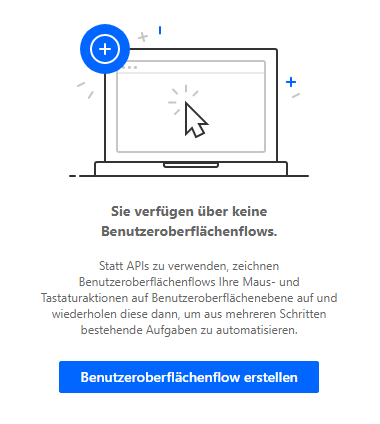 Sie verfügen über keine
Benutzeroberflächenflows.
Statt APIs zu verwenden, zeichnen
Benutzeroberflächenflows Ihre Maus- und
Tastaturaktionen auf Benutzeroberflächenebene auf und
wiederholen diese dann, um aus mehreren Schritten
bestehende Aufgaben zu automatisieren.
Benutzeroberflächenflow erstellen